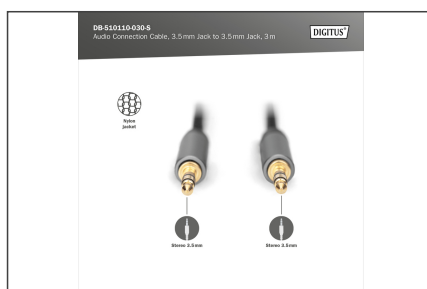 DB-510110-030-S
Audio Connection Cable, 3.5 mm Jack to 3.5 mm Jack, 3 m
DIGITUS®
Nylon
jacket
Stereo 3.5mm
Stereo 3.5mm